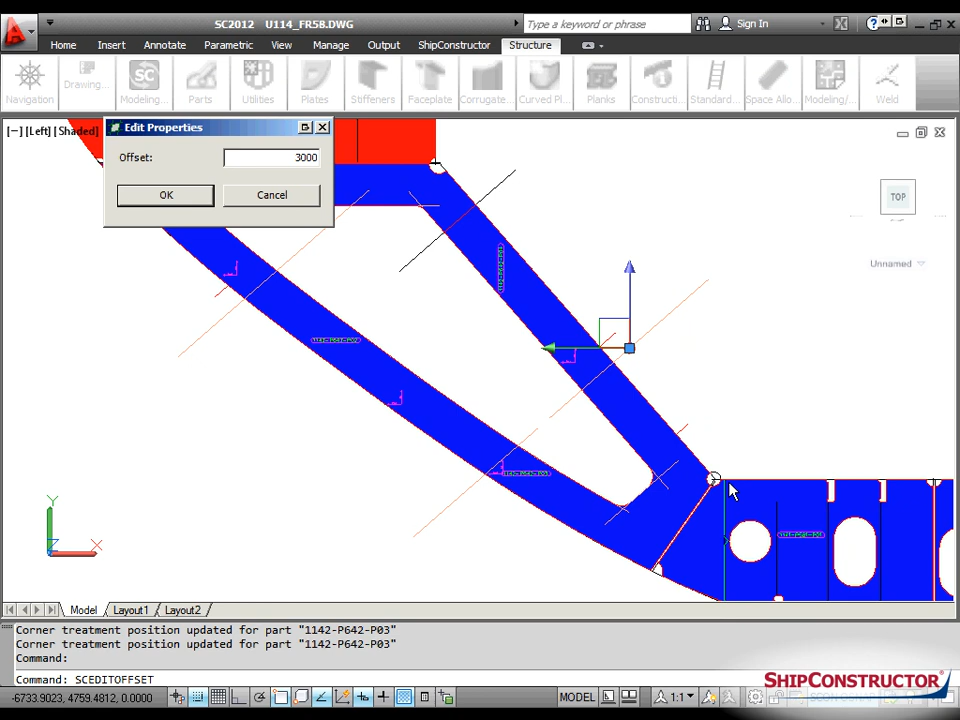 SC2012 U114_FR5B.DWG
Type a keyword or phrase
Sign In
Home Insert Annotate Parametric View Manage Output ShipConstructor Structure
Navigation Drawing... Modeling... Parts Utilities Plates Stiffeners Faceplate Corrugate... Curved Pl... Planks Constructi... Standard... Space Allo... Modeling/... Weld
[−] [Left] [Shaded]
Edit Properties
Offset: 3000
OK Cancel
TOP
Unnamed
Y
X
Z
Model Layout1 Layout2
Corner treatment position updated for part "1142-P642-P03"
Corner treatment position updated for part "1142-P642-P03"
Command:
Command: SCEDITOFFSET
-6733.9023, 4759.4812, 0.0000
MODEL
1:1
SHIPCONSTRUCTOR